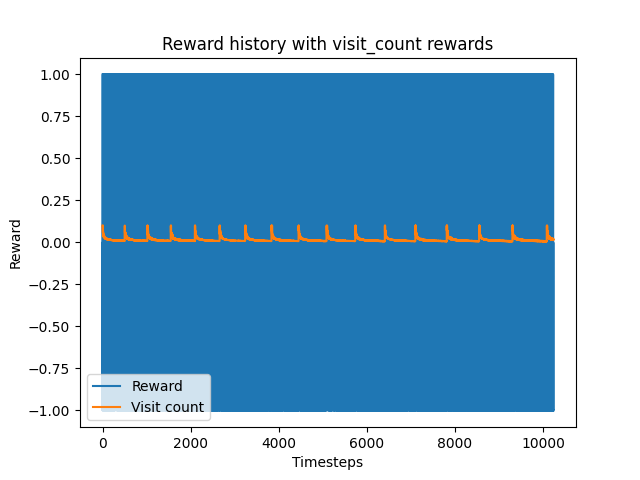 Reward history with visit_count rewards
1.00
0.75
0.50
0.25
0.00
−0.25
−0.50
−0.75
−1.00
Reward
Reward
Visit count
0 2000 4000 6000 8000 10000
Timesteps